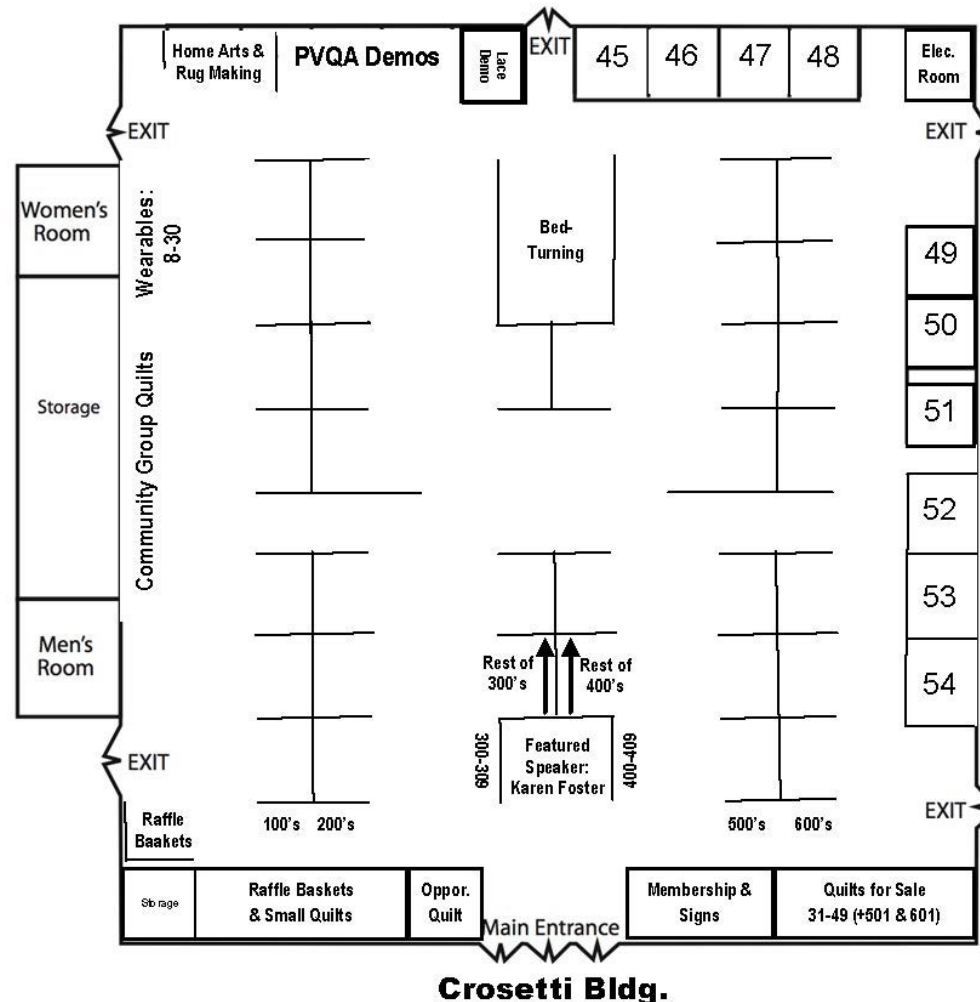 EXIT
Home Arts &
Rug Making
PVQA Demos
Lace
Demo
45
46
47
48
Elec.
Room
EXIT
EXIT
Women's
Room
Wearables:
8-30
Bed-
Turning
49
50
Storage
Community Group Quilts
51
52
53
Men's
Room
Rest of
300's
Rest of
400's
54
300-309
Featured
Speaker:
Karen Foster
400-409
EXIT
EXIT
Raffle
Baakets
100's
200's
500's
600's
Storage
Raffle Baskets
& Small Quilts
Oppor.
Quilt
Main Entrance
Membership &
Signs
Quilts for Sale
31-49 (+501 & 601)
Crosetti Bldg.